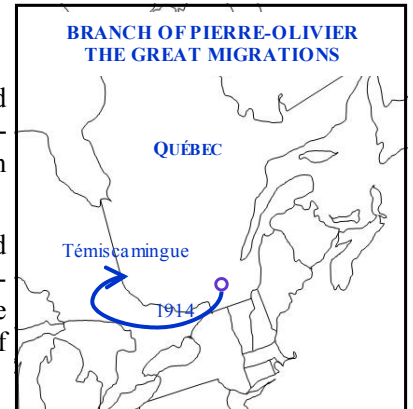 BRANCH OF PIERRE-OLIVIER
THE GREAT MIGRATIONS
QUÉBEC
Témiscamingue
1914